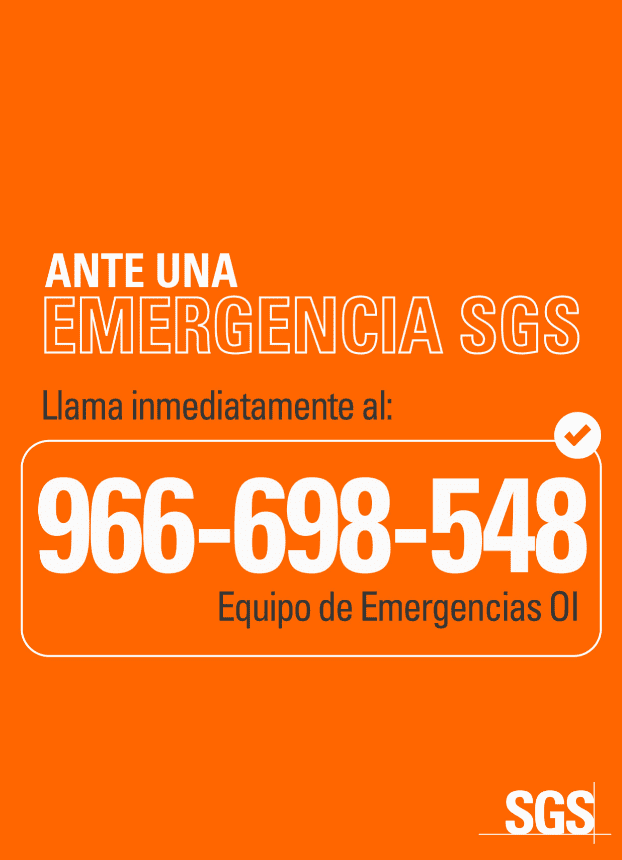 ANTE UNA
EMERGENCIA SGS
Llama inmediatamente al:
966-698-548
Equipo de Emergencias OI
SGS